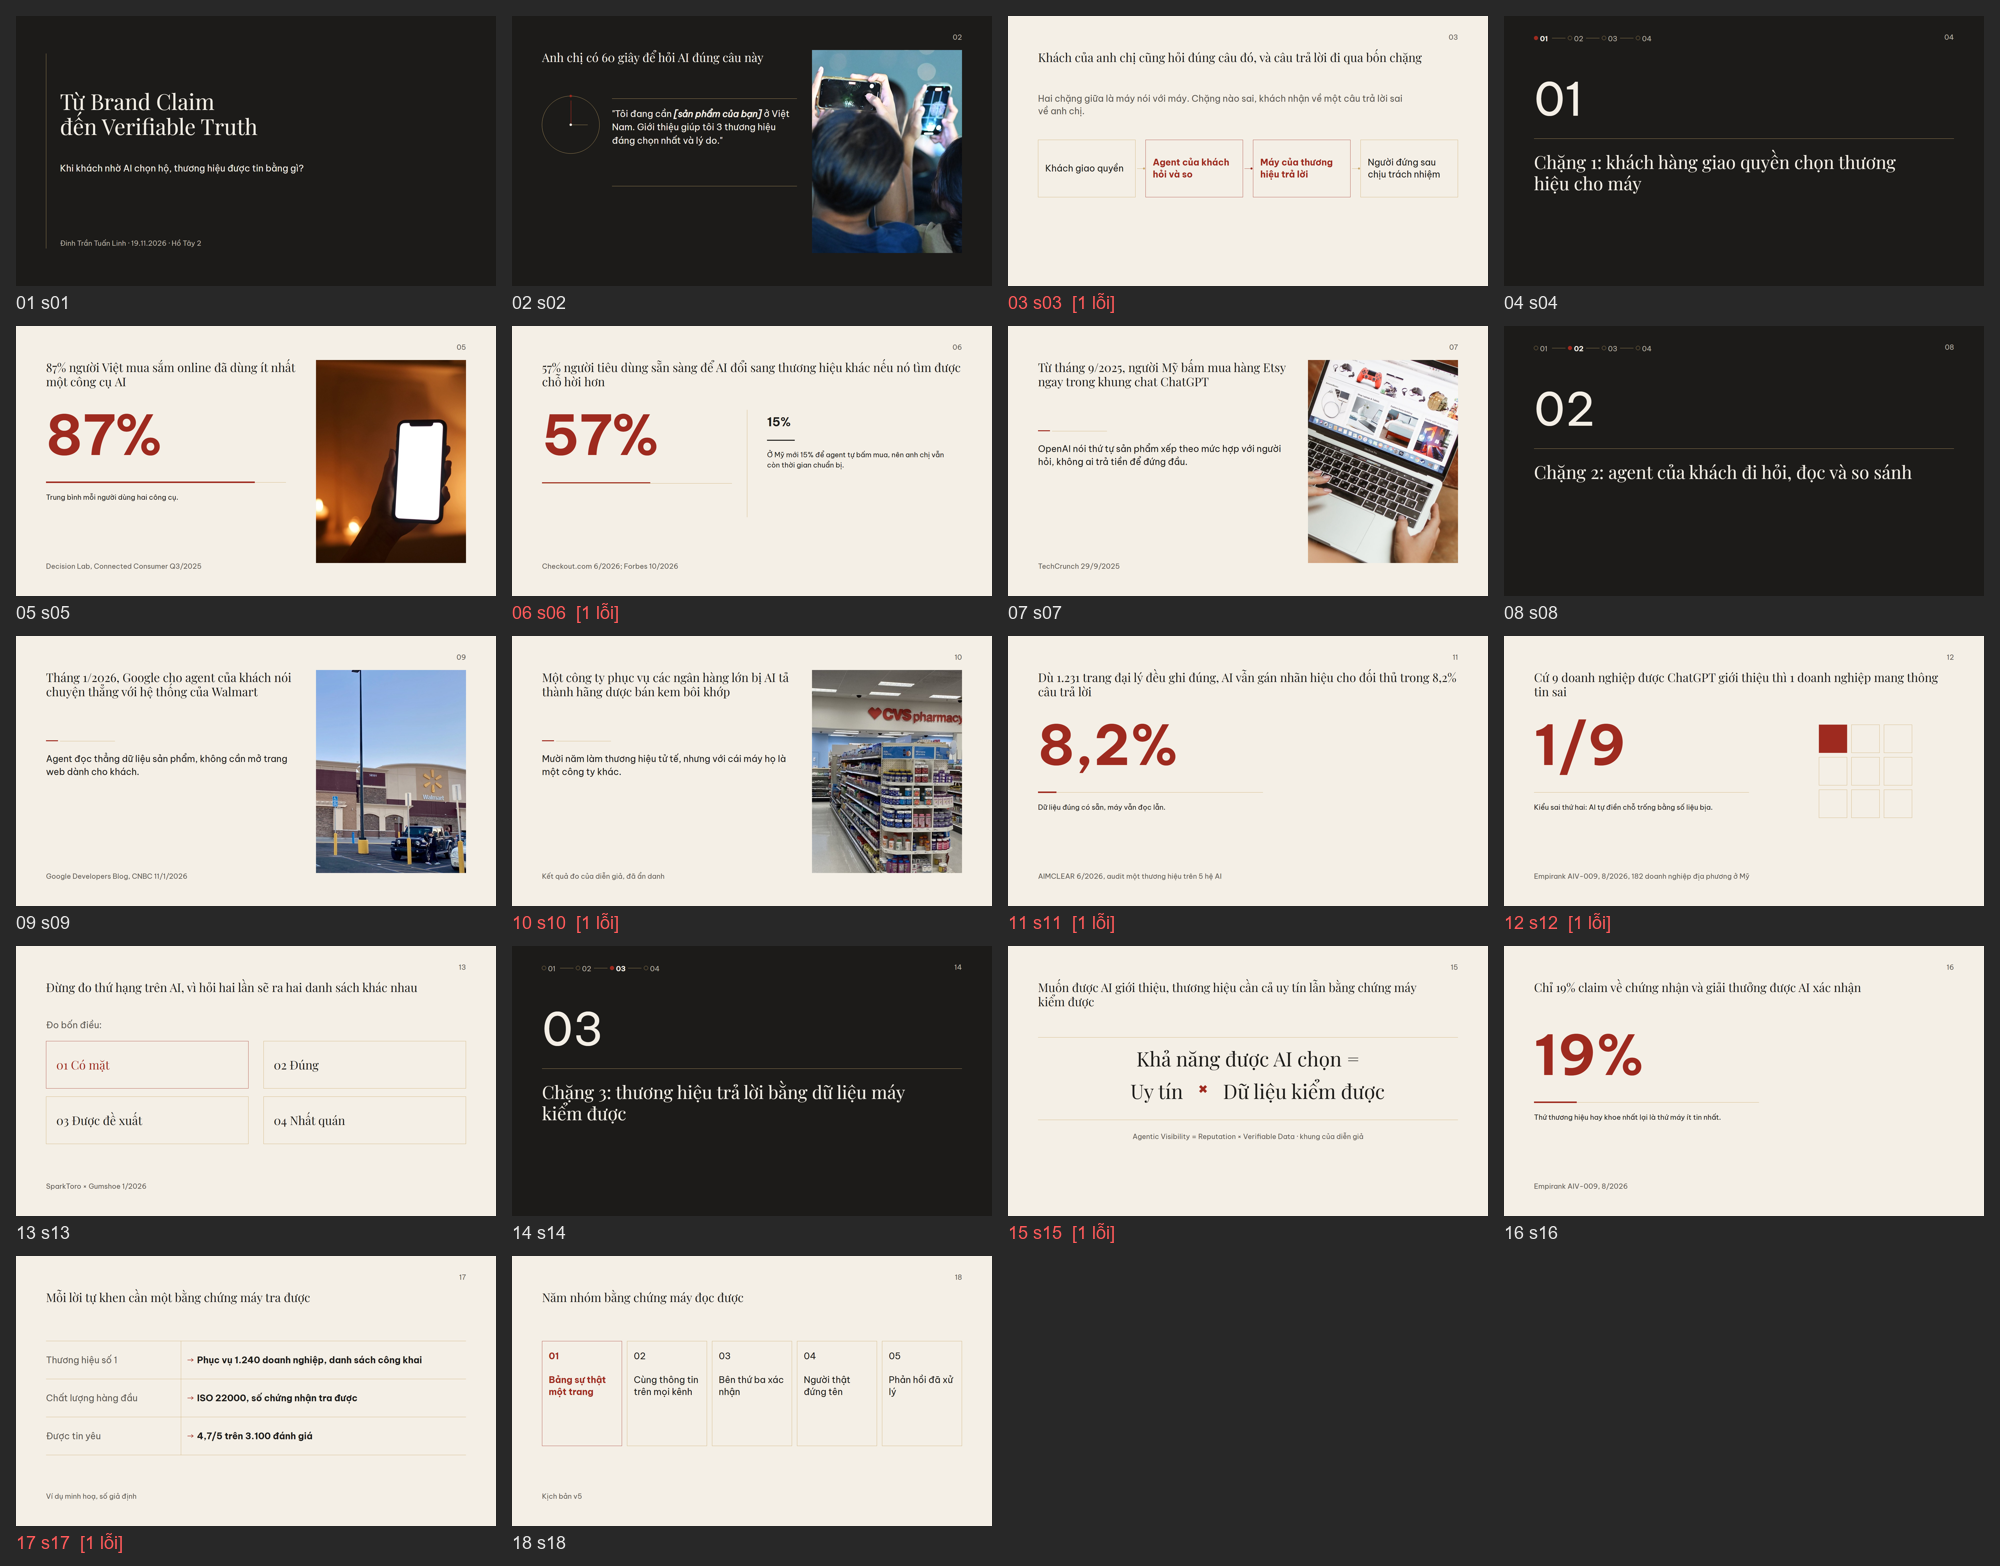 Từ Brand Claim
đến Verifiable Truth
Khi khách nhờ AI chọn hộ, thương hiệu được tin bằng gì?
Đinh Trần Tuấn Linh · 19.11.2026 · Hồ Tây 2
01 s01
02
Anh chị có 60 giây để hỏi AI đúng câu này
"Tôi đang cần [sản phẩm của bạn] ở Việt
Nam. Giới thiệu giúp tôi 3 thương hiệu
đáng chọn nhất và lý do."
02 s02
03
Khách của anh chị cũng hỏi đúng câu đó, và câu trả lời đi qua bốn chặng
Hai chặng giữa là máy nói với máy. Chặng nào sai, khách nhận về một câu trả lời sai
về anh chị.
Khách giao quyền
Agent của khách
hỏi và so
Máy của thương
hiệu trả lời
Người đứng sau
chịu trách nhiệm
03 s03 [1 lỗi]
01 02 03 04
04
01
Chặng 1: khách hàng giao quyền chọn thương
hiệu cho máy
04 s04
05
87% người Việt mua sắm online đã dùng ít nhất
một công cụ AI
87%
Trung bình mỗi người dùng hai công cụ.
Decision Lab, Connected Consumer Q3/2025
05 s05
06
57% người tiêu dùng sẵn sàng để AI đổi sang thương hiệu khác nếu nó tìm được
chỗ hời hơn
57%
15%
Ở Mỹ mới 15% để agent tự bấm mua, nên anh chị vẫn
còn thời gian chuẩn bị.
Checkout.com 6/2026; Forbes 10/2026
06 s06 [1 lỗi]
07
Từ tháng 9/2025, người Mỹ bấm mua hàng Etsy
ngay trong khung chat ChatGPT
OpenAI nói thứ tự sản phẩm xếp theo mức hợp với người
hỏi, không ai trả tiền để đứng đầu.
TechCrunch 29/9/2025
07 s07
01 02 03 04
08
02
Chặng 2: agent của khách đi hỏi, đọc và so sánh
08 s08
09
Tháng 1/2026, Google cho agent của khách nói
chuyện thẳng với hệ thống của Walmart
Agent đọc thẳng dữ liệu sản phẩm, không cần mở trang
web dành cho khách.
Walmart
Google Developers Blog, CNBC 11/1/2026
09 s09
10
Một công ty phục vụ các ngân hàng lớn bị AI tả
thành hãng dược bán kem bôi khớp
Mười năm làm thương hiệu tử tế, nhưng với cái máy họ là
một công ty khác.
CVS pharmacy
Kết quả đo của diễn giả, đã ẩn danh
10 s10 [1 lỗi]
11
Dù 1.231 trang đại lý đều ghi đúng, AI vẫn gán nhãn hiệu cho đối thủ trong 8,2%
câu trả lời
8,2%
Dữ liệu đúng có sẵn, máy vẫn đọc lẫn.
AIMCLEAR 6/2026, audit một thương hiệu trên 5 hệ AI
11 s11 [1 lỗi]
12
Cứ 9 doanh nghiệp được ChatGPT giới thiệu thì 1 doanh nghiệp mang thông
tin sai
1/9
Kiểu sai thứ hai: AI tự điền chỗ trống bằng số liệu bịa.
Empirank AIV-009, 8/2026, 182 doanh nghiệp địa phương ở Mỹ
12 s12 [1 lỗi]
13
Đừng đo thứ hạng trên AI, vì hỏi hai lần sẽ ra hai danh sách khác nhau
Đo bốn điều:
01 Có mặt
02 Đúng
03 Được đề xuất
04 Nhất quán
SparkToro + Gumshoe 1/2026
13 s13
01 02 03 04
14
03
Chặng 3: thương hiệu trả lời bằng dữ liệu máy
kiểm được
14 s14
15
Muốn được AI giới thiệu, thương hiệu cần cả uy tín lẫn bằng chứng máy
kiểm được
Khả năng được AI chọn =
Uy tín × Dữ liệu kiểm được
Agentic Visibility = Reputation × Verifiable Data · khung của diễn giả
15 s15 [1 lỗi]
16
Chỉ 19% claim về chứng nhận và giải thưởng được AI xác nhận
19%
Thứ thương hiệu hay khoe nhất lại là thứ máy ít tin nhất.
Empirank AIV-009, 8/2026
16 s16
17
Mỗi lời tự khen cần một bằng chứng máy tra được
Thương hiệu số 1 → Phục vụ 1.240 doanh nghiệp, danh sách công khai
Chất lượng hàng đầu → ISO 22000, số chứng nhận tra được
Được tin yêu → 4,7/5 trên 3.100 đánh giá
Ví dụ minh hoạ, số giả định
17 s17 [1 lỗi]
18
Năm nhóm bằng chứng máy đọc được
01
Bảng sự thật
một trang
02
Cùng thông tin
trên mọi kênh
03
Bên thứ ba xác
nhận
04
Người thật
đứng tên
05
Phản hồi đã xử
lý
Kịch bản v5
18 s18